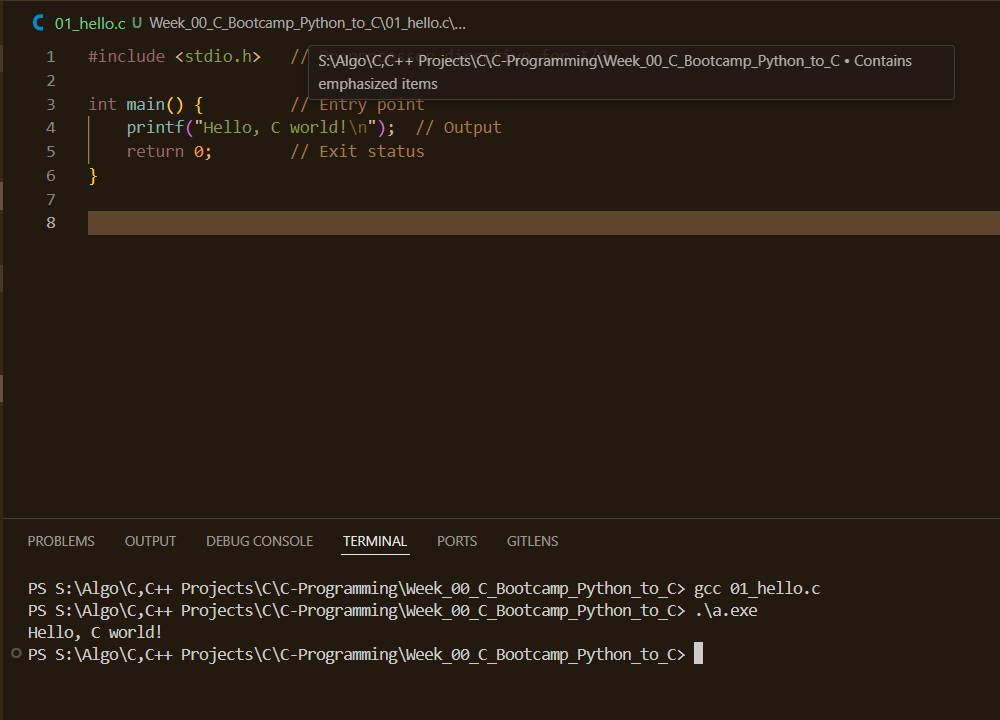 01_hello.c U Week_00_C_Bootcamp_Python_to_C\01_hello.c\...
1 #include <stdio.h> //
S:\Algo\C,C++ Projects\C\C-Programming\Week_00_C_Bootcamp_Python_to_C • Contains
emphasized items
2
3 int main() { // Entry point
4 printf("Hello, C world!\n"); // Output
5 return 0; // Exit status
6 }
7
8
PROBLEMS OUTPUT DEBUG CONSOLE TERMINAL PORTS GITLENS
PS S:\Algo\C,C++ Projects\C\C-Programming\Week_00_C_Bootcamp_Python_to_C> gcc 01_hello.c
PS S:\Algo\C,C++ Projects\C\C-Programming\Week_00_C_Bootcamp_Python_to_C> .\a.exe
Hello, C world!
PS S:\Algo\C,C++ Projects\C\C-Programming\Week_00_C_Bootcamp_Python_to_C>